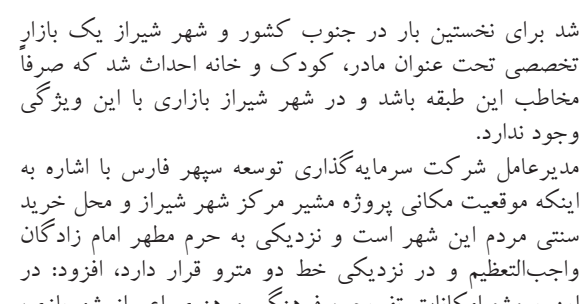 شد برای نخستین بار در جنوب کشور و شهر شیراز یک بازار
تخصصی تحت عنوان مادر، کودک و خانه احداث شد که صرفاً
مخاطب این طبقه باشد و در شهر شیراز بازاری با این ویژگی
وجود ندارد.
مدیرعامل شرکت سرمایه‌گذاری توسعه سپهر فارس با اشاره به
اینکه موقعیت مکانی پروژه مشیر مرکز شهر شیراز و محل خرید
سنتی مردم این شهر است و نزدیکی به حرم مطهر امام زادگان
واجب‌التعظیم و در نزدیکی خط دو مترو قرار دارد، افزود: در